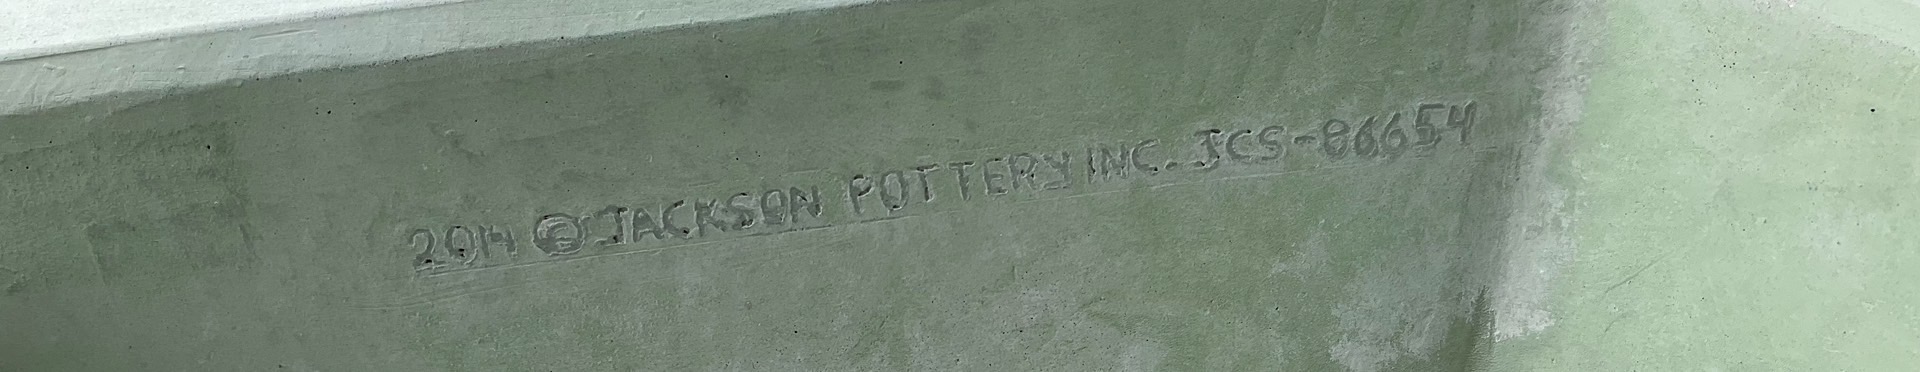 2014 © JACKSON POTTERY INC. JCS-86654